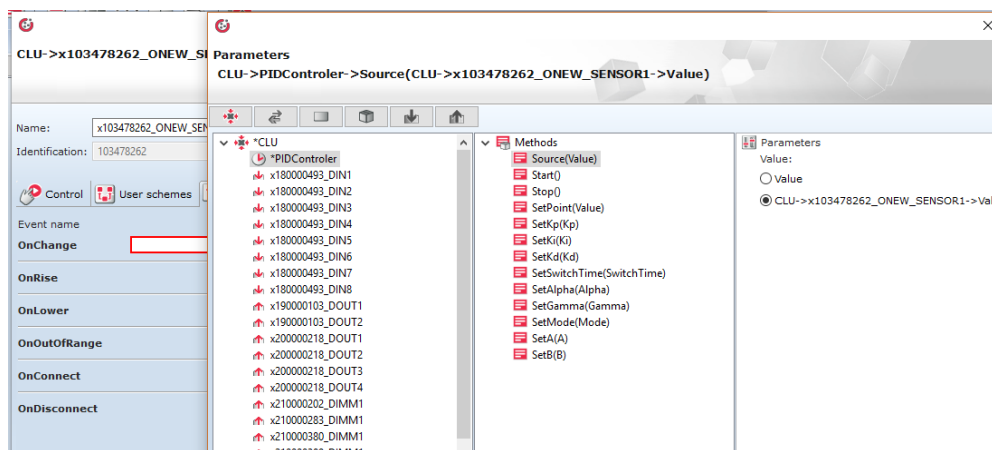 CLU->x103478262_ONEW_SE
Name:
x103478262_ONEW_SEN
Identification:
103478262
Control
User schemes
Event name
OnChange
OnRise
OnLower
OnOutOfRange
OnConnect
OnDisconnect
Parameters
CLU->PIDControler->Source(CLU->x103478262_ONEW_SENSOR1->Value)
*CLU
*PIDControler
x180000493_DIN1
x180000493_DIN2
x180000493_DIN3
x180000493_DIN4
x180000493_DIN5
x180000493_DIN6
x180000493_DIN7
x180000493_DIN8
x190000103_DOUT1
x190000103_DOUT2
x200000218_DOUT1
x200000218_DOUT2
x200000218_DOUT3
x200000218_DOUT4
x210000202_DIMM1
x210000283_DIMM1
x210000380_DIMM1
Methods
Source(Value)
Start()
Stop()
SetPoint(Value)
SetKp(Kp)
SetKi(Ki)
SetKd(Kd)
SetSwitchTime(SwitchTime)
SetAlpha(Alpha)
SetGamma(Gamma)
SetMode(Mode)
SetA(A)
SetB(B)
Parameters
Value:
Value
CLU->x103478262_ONEW_SENSOR1->Val